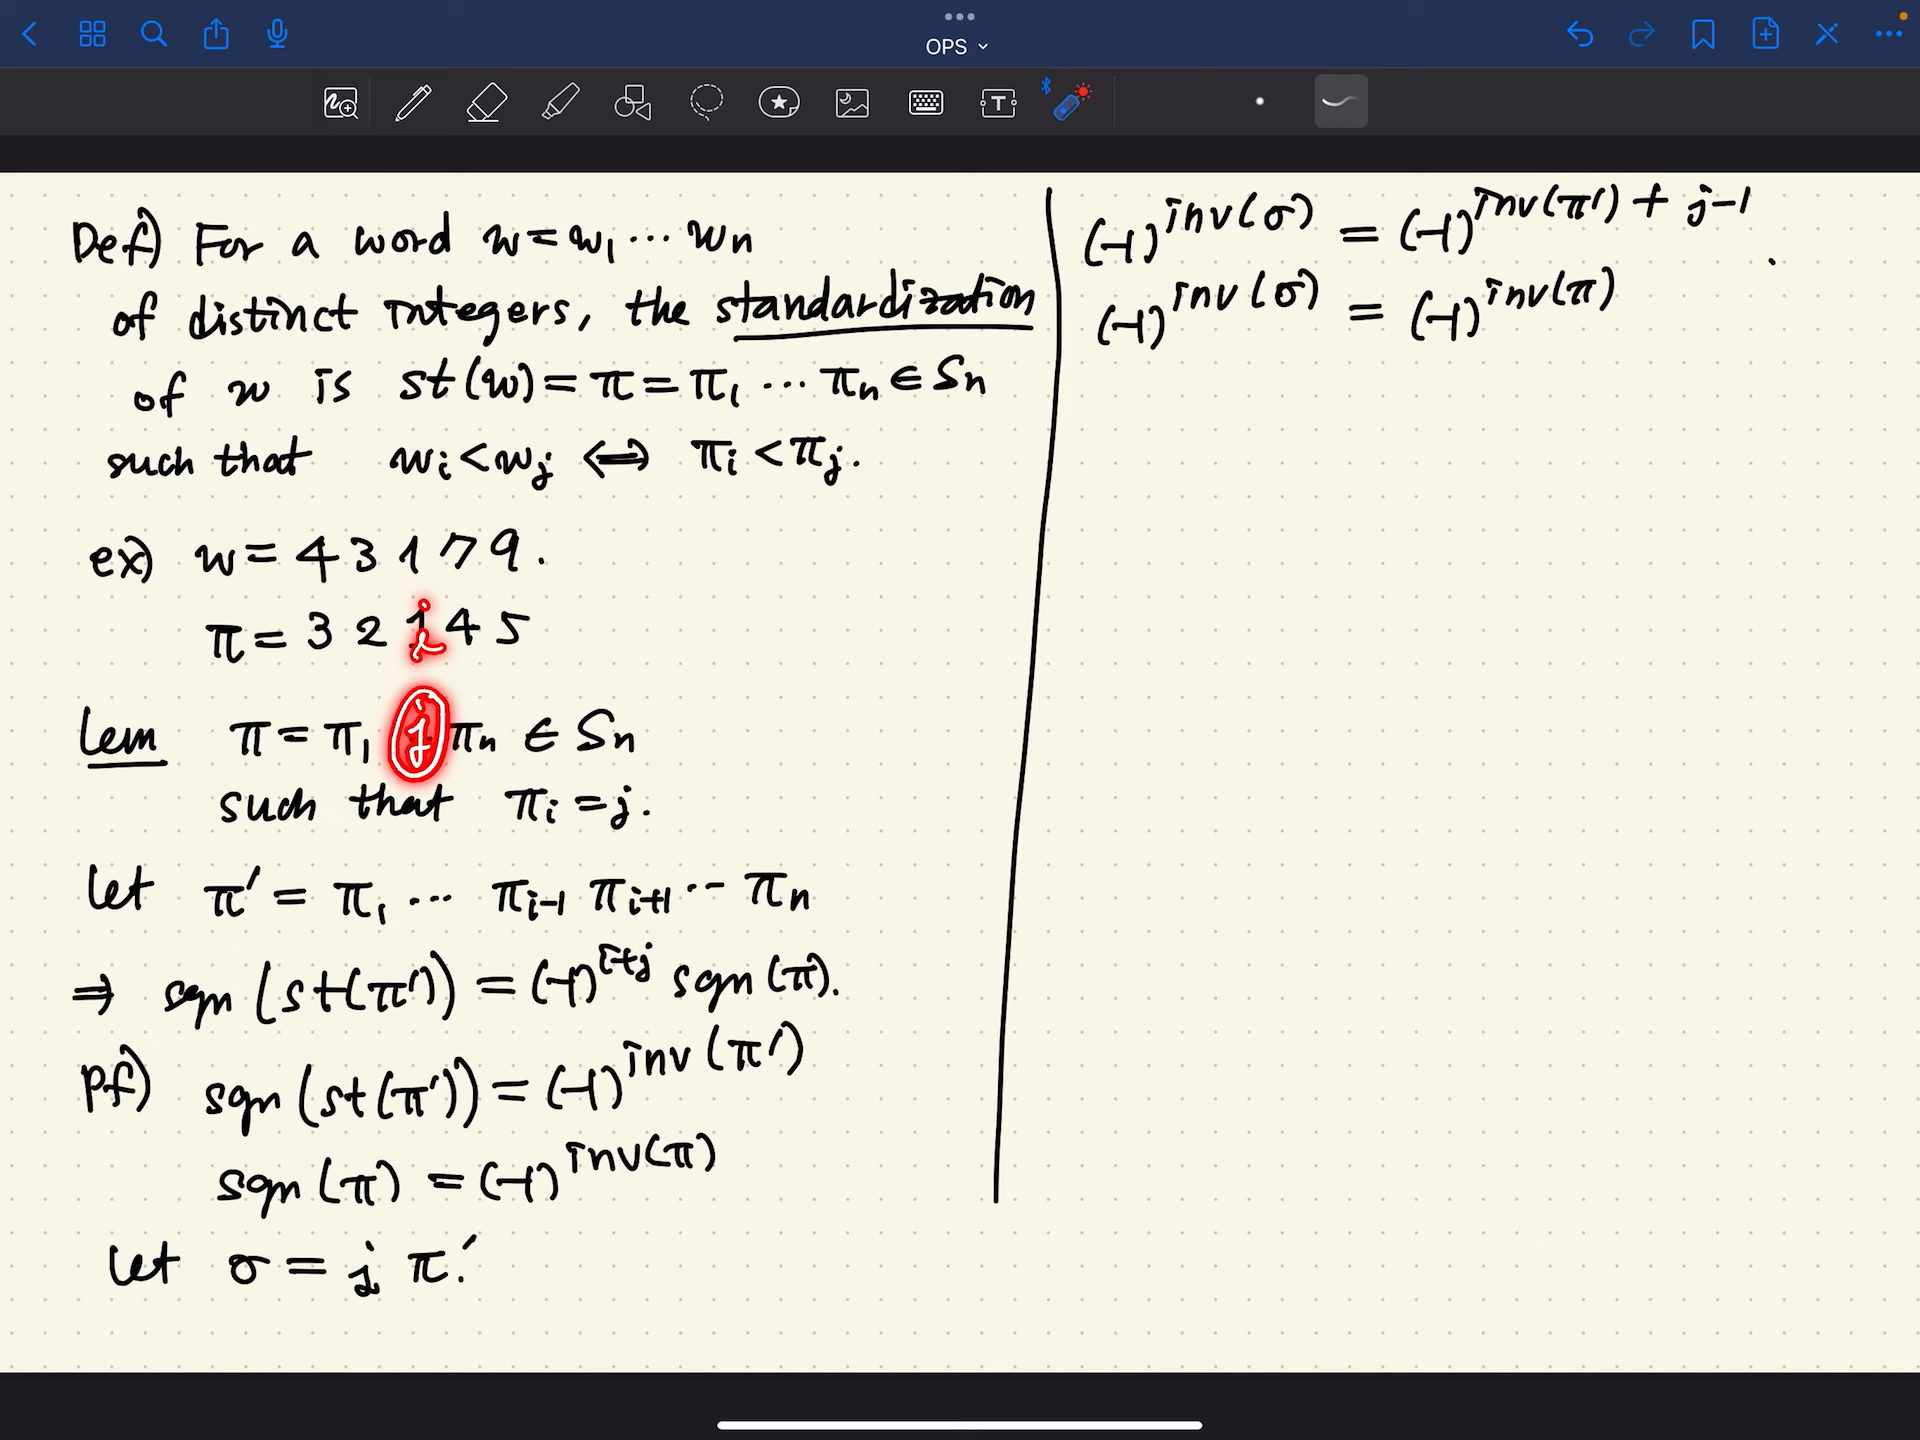 OPS
Def) For a word w = w₁ ⋯ wₙ
of distinct integers, the standardization
of w is st(w) = π = π₁ ⋯ πₙ ∈ Sₙ
such that wᵢ < wⱼ ⟺ πᵢ < πⱼ.
ex) w = 4 3 1 7 9.
π = 3 2 1 4 5
i
Lem π = π₁ j πₙ ∈ Sₙ
such that πᵢ = j.
Let π′ = π₁ ⋯ πᵢ₋₁ πᵢ₊₁ ⋯ πₙ
⇒ sgn(st(π′)) = (-1)^{i+j} sgn(π).
pf) sgn(st(π′)) = (-1)^{inv(π′)}
sgn(π) = (-1)^{inv(π)}
Let σ = j π′.
(-1)^{inv(σ)} = (-1)^{inv(π′) + j-1}.
(-1)^{inv(σ)} = (-1)^{inv(π)}